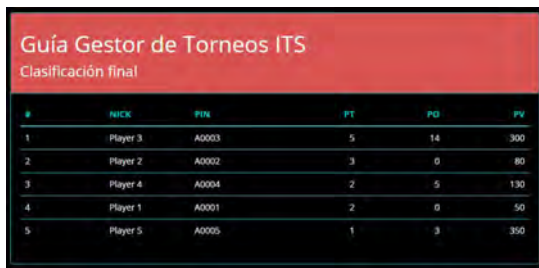 Guía Gestor de Torneos ITS
Clasificación final
# NICK PIN PT PO PV
1 Player 3 A0003 5 14 300
2 Player 2 A0002 3 0 80
3 Player 4 A0004 2 5 130
4 Player 1 A0001 2 0 50
5 Player 5 A0005 1 3 350